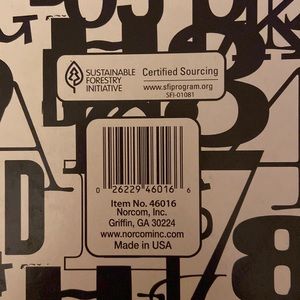 SUSTAINABLE
FORESTRY
INITIATIVE
Certified Sourcing
www.sfiprogram.org
SFI-01081
0 26229 46016 6
Item No. 46016
Norcom, Inc.
Griffin, GA 30224
www.norcominc.com
Made in USA